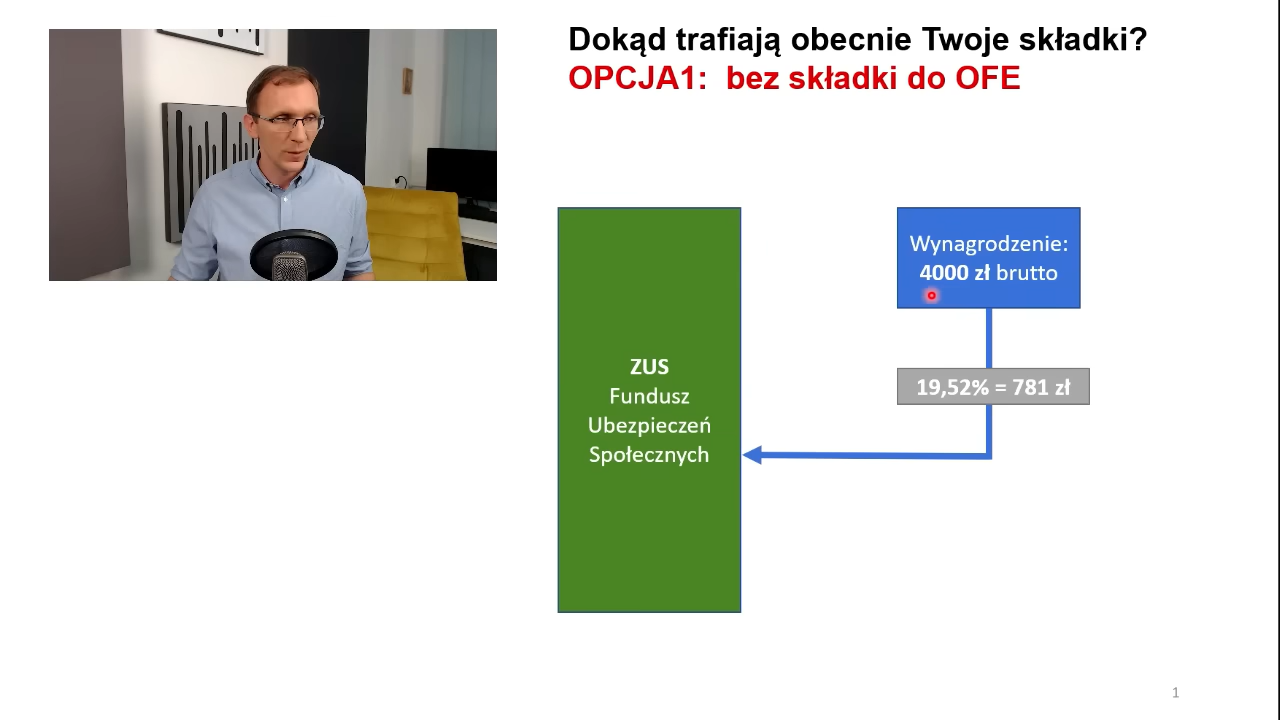 Dokąd trafiają obecnie Twoje składki?
OPCJA1:  bez składki do OFE
Wynagrodzenie:
4000 zł brutto
19,52% = 781 zł
ZUS
Fundusz
Ubezpieczeń
Społecznych
1